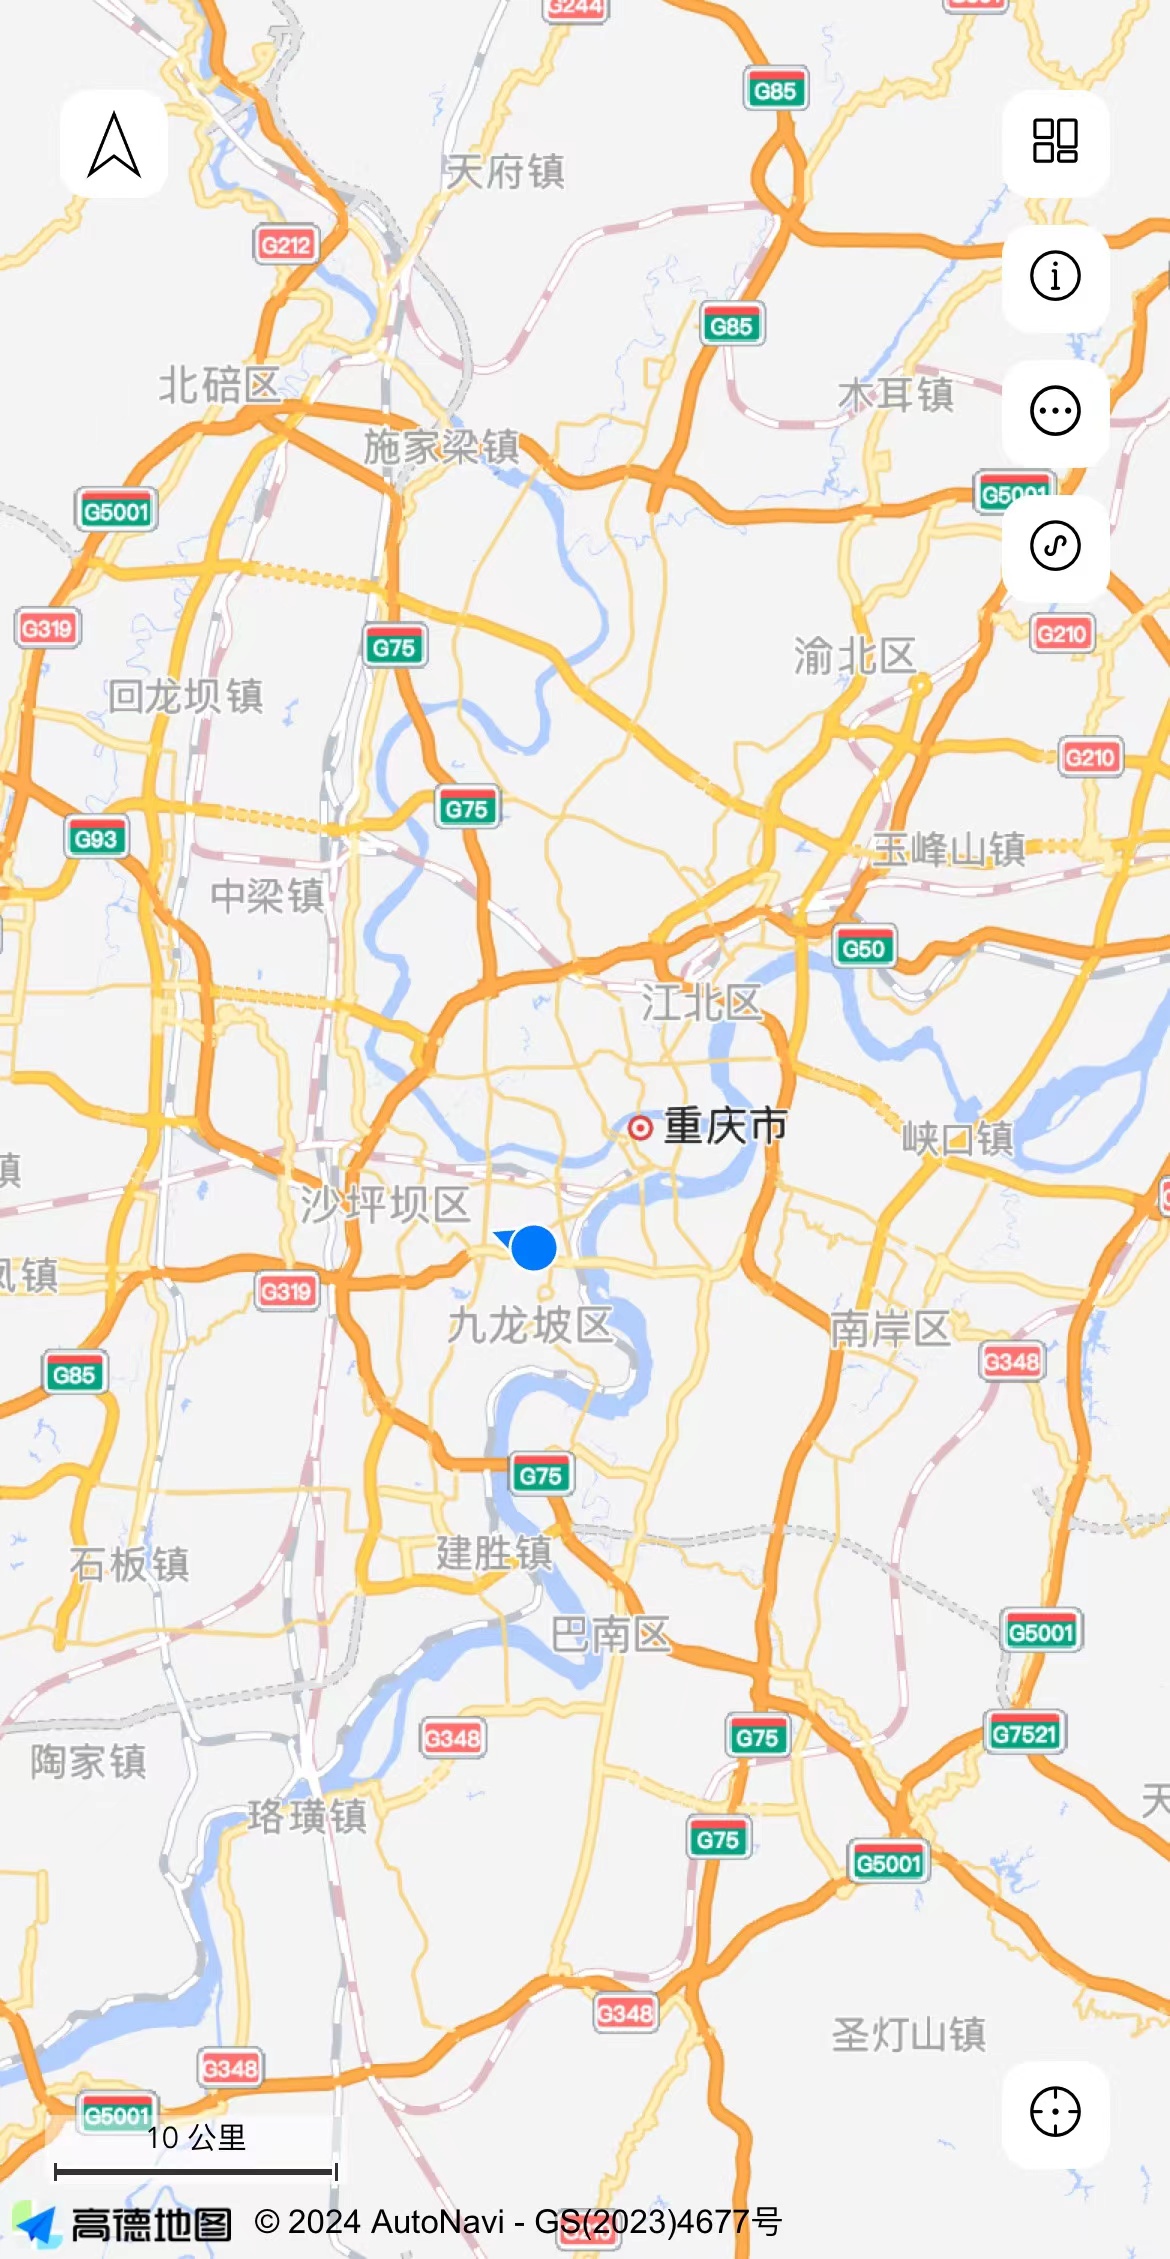 G244
G85
天府镇
G212
G85
北碚区
木耳镇
施家梁镇
G5001
G5001
G319
G210
G75
渝北区
回龙坝镇
G210
G75
G93
玉峰山镇
中梁镇
G50
江北区
重庆市
峡口镇
镇
沙坪坝区
凤镇
G319
九龙坡区
南岸区
G348
G85
G75
建胜镇
石板镇
巴南区
G5001
G348
G75
G7521
陶家镇
天
珞璜镇
G75
G5001
G348
圣灯山镇
G348
G5001
10 公里
高德地图
© 2024 AutoNavi - GS(2023)4677号